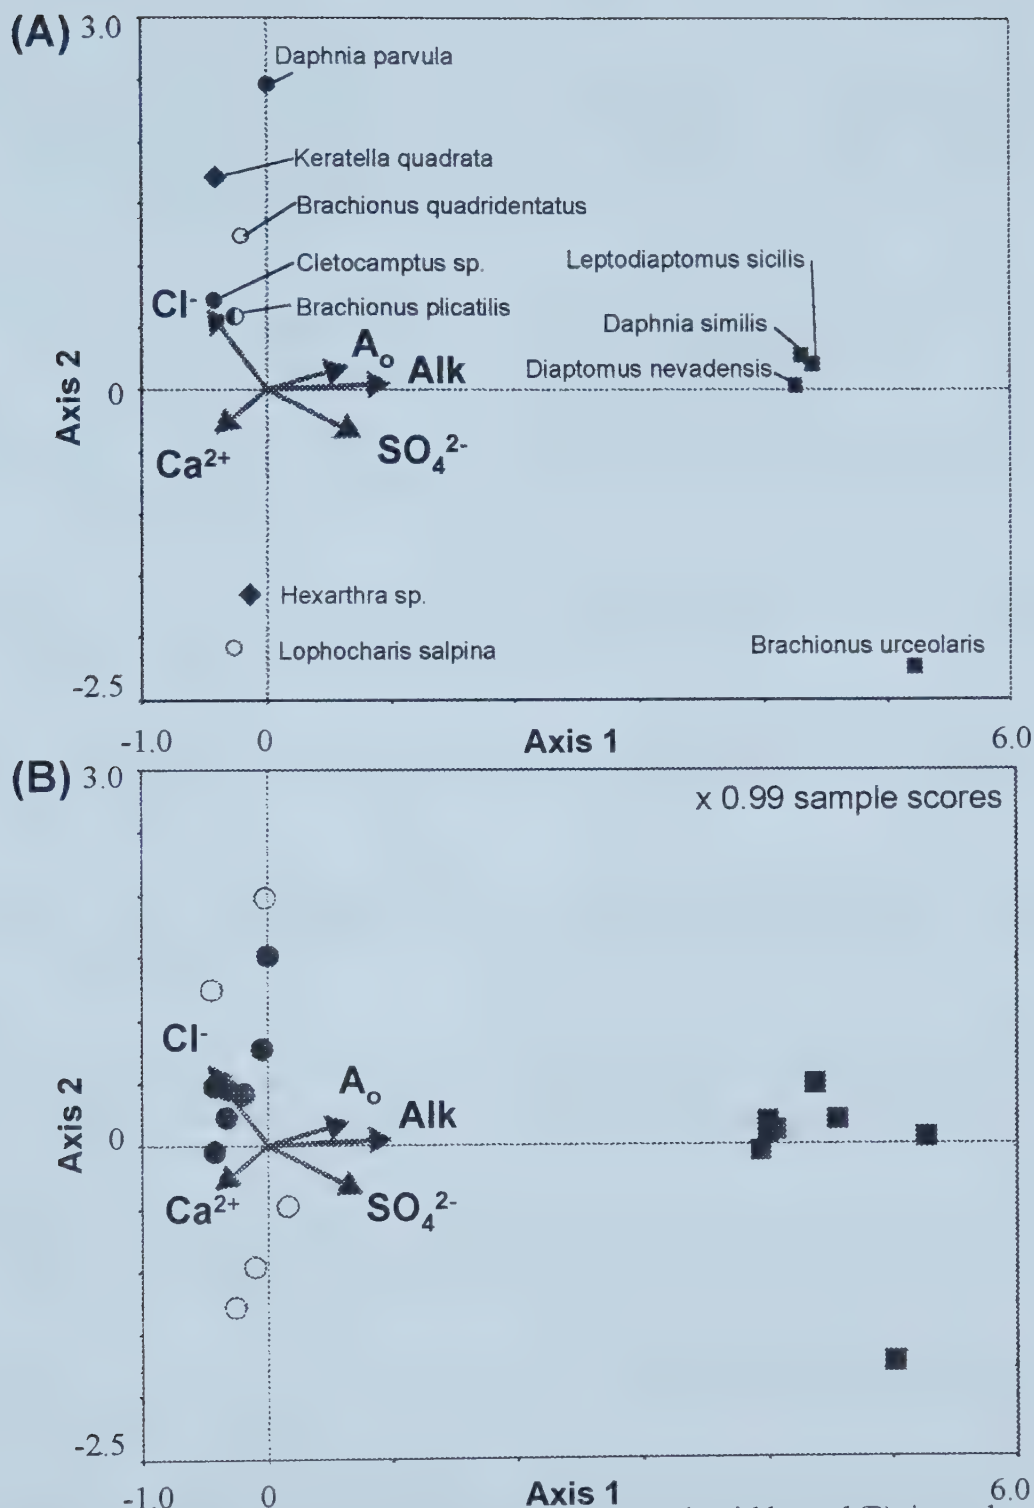 (A) 3.0
Daphnia parvula
Keratella quadrata
Brachionus quadridentatus
Cletocamptus sp.
Leptodiaptomus sicilis
Cl-
Brachionus plicatilis
Daphnia similis
Ao
Alk
Diaptomus nevadensis
Axis 2
0
Ca2+
SO42-
Hexarthra sp.
Lophocharis salpina
Brachionus urceolaris
-2.5
-1.0 0 Axis 1 6.0
(B) 3.0
x 0.99 sample scores
Cl-
Ao
Alk
Axis 2
0
Ca2+
SO42-
-2.5
-1.0 0 Axis 1 6.0